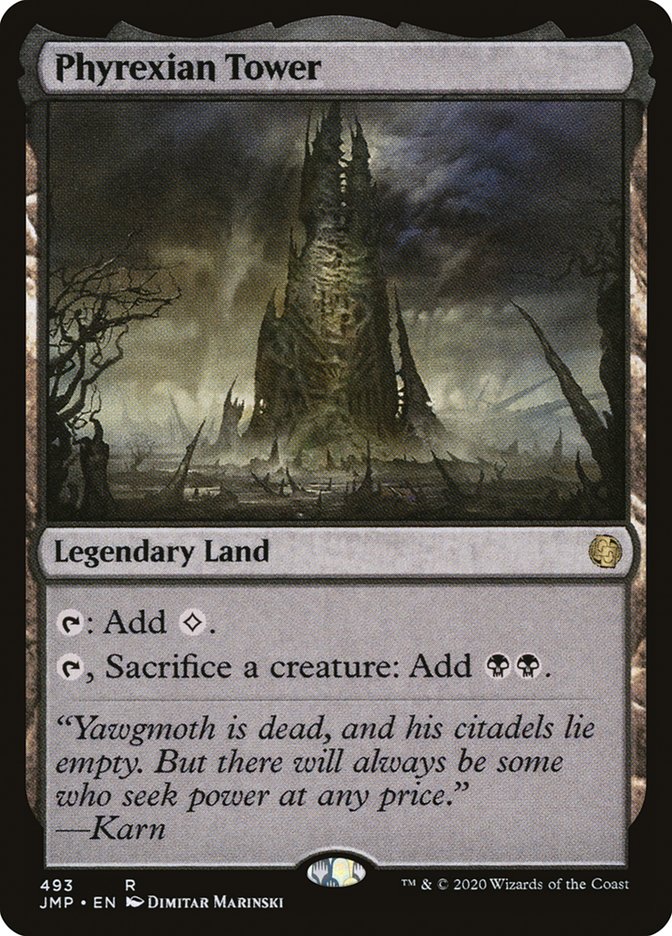 Phyrexian Tower
Legendary Land
: Add .
, Sacrifice a creature: Add .
“Yawgmoth is dead, and his citadels lie
empty. But there will always be some
who seek power at any price.”
—Karn
493 R
JMP • EN Dimitar Marinski
™ & © 2020 Wizards of the Coast